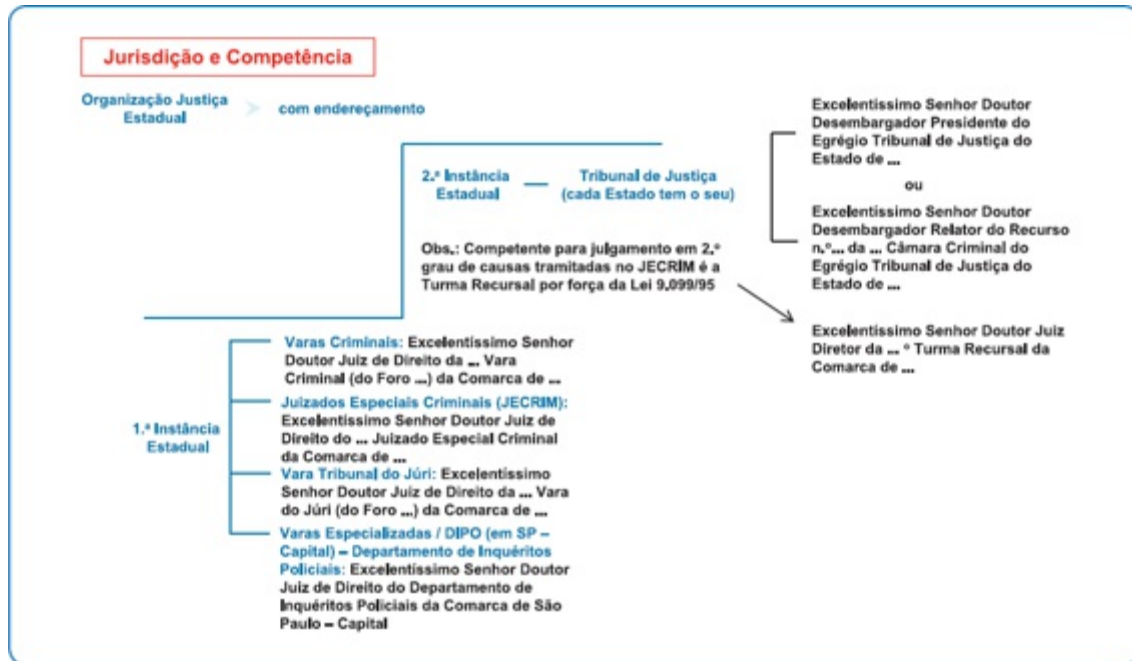 Jurisdição e Competência
Organização Justiça
Estadual
com endereçamento
2.ª Instância
Estadual
Tribunal de Justiça
(cada Estado tem o seu)
Obs.: Competente para julgamento em 2.º
grau de causas tramitadas no JECRIM é a
Turma Recursal por força da Lei 9.099/95
Excelentíssimo Senhor Doutor
Desembargador Presidente do
Egrégio Tribunal de Justiça do
Estado de ...
ou
Excelentíssimo Senhor Doutor
Desembargador Relator do Recurso
n.º... da ... Câmara Criminal do
Egrégio Tribunal de Justiça do
Estado de ...
Excelentíssimo Senhor Doutor Juiz
Diretor da ... º Turma Recursal da
Comarca de ...
1.ª Instância
Estadual
Varas Criminais: Excelentíssimo Senhor
Doutor Juiz de Direito da ... Vara
Criminal (do Foro ...) da Comarca de ...
Juizados Especiais Criminais (JECRIM):
Excelentíssimo Senhor Doutor Juiz de
Direito do ... Juizado Especial Criminal
da Comarca de ...
Vara Tribunal do Júri: Excelentíssimo
Senhor Doutor Juiz de Direito da ... Vara
do Júri (do Foro ...) da Comarca de ...
Varas Especializadas / DIPO (em SP –
Capital) – Departamento de Inquéritos
Policiais: Excelentíssimo Senhor Doutor
Juiz de Direito do Departamento de
Inquéritos Policiais da Comarca de São
Paulo – Capital